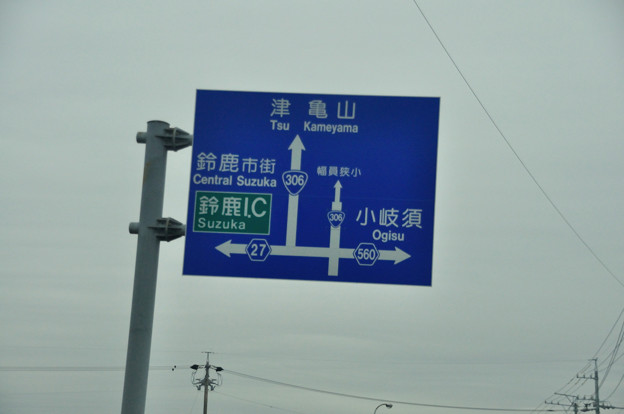 津 亀山
Tsu Kameyama
鈴鹿市街
Central Suzuka
306
幅員狭小
鈴鹿I.C
Suzuka
306
小岐須
Ogisu
27
560